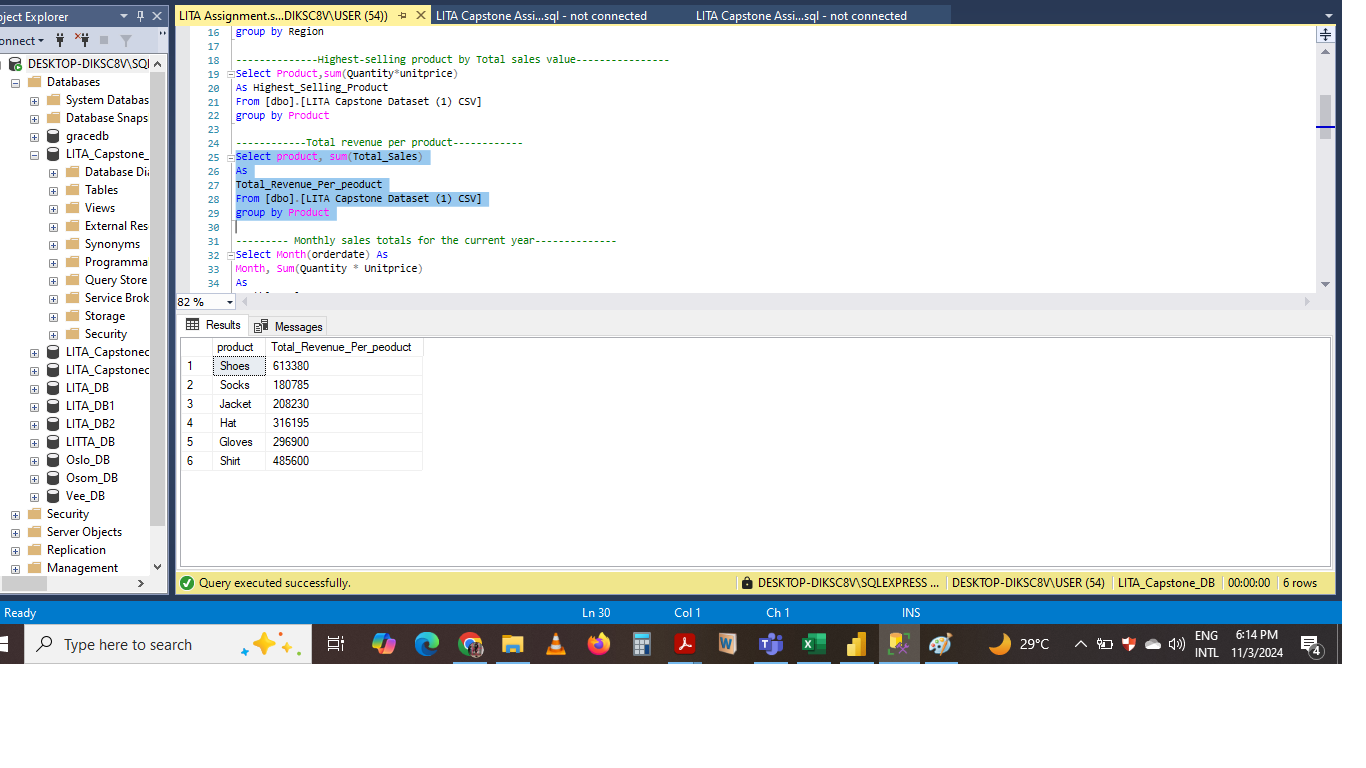 oject Explorer
LITA Assignment.s...DIKSC8V\USER (54))
LITA Capstone Assi...sql - not connected
LITA Capstone Assi...sql - not connected
onnect
DESKTOP-DIKSC8V\SQL
Databases
System Databas
Database Snaps
gracedb
LITA_Capstone_
Database Dia
Tables
Views
External Res
Synonyms
Programma
Query Store
Service Brok
Storage
Security
LITA_Capstonec
LITA_Capstonec
LITA_DB
LITA_DB1
LITA_DB2
LITTA_DB
Oslo_DB
Osom_DB
Vee_DB
Security
Server Objects
Replication
Management
16 group by Region
17
18 --------------Highest-selling product by Total sales value----------------
19 Select Product,sum(Quantity*unitprice)
20 As Highest_Selling_Product
21 From [dbo].[LITA Capstone Dataset (1) CSV]
22 group by Product
23
24 ------------Total revenue per product------------
25 Select product, sum(Total_Sales)
26 As
27 Total_Revenue_Per_peoduct
28 From [dbo].[LITA Capstone Dataset (1) CSV]
29 group by Product
30
31 --------- Monthly sales totals for the current year--------------
32 Select Month(orderdate) As
33 Month, Sum(Quantity * Unitprice)
34 As
82 %
Results Messages
product Total_Revenue_Per_peoduct
1 Shoes 613380
2 Socks 180785
3 Jacket 208230
4 Hat 316195
5 Gloves 296900
6 Shirt 485600
Query executed successfully.
DESKTOP-DIKSC8V\SQLEXPRESS ...
DESKTOP-DIKSC8V\USER (54)
LITA_Capstone_DB
00:00:00
6 rows
Ready
Ln 30
Col 1
Ch 1
INS
Type here to search
29°C
ENG
INTL
6:14 PM
11/3/2024
4